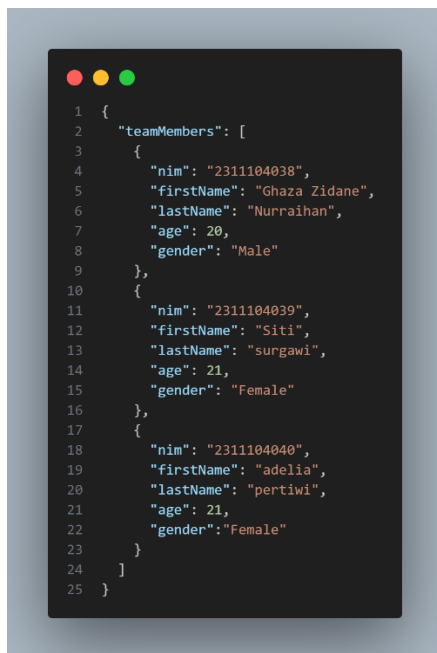 1 {
2   "teamMembers": [
3     {
4       "nim": "2311104038",
5       "firstName": "Ghaza Zidane",
6       "lastName": "Nurraihan",
7       "age": 20,
8       "gender": "Male"
9     },
10     {
11       "nim": "2311104039",
12       "firstName": "Siti",
13       "lastName": "surgawi",
14       "age": 21,
15       "gender": "Female"
16     },
17     {
18       "nim": "2311104040",
19       "firstName": "adelia",
20       "lastName": "pertiwi",
21       "age": 21,
22       "gender":"Female"
23     }
24   ]
25 }